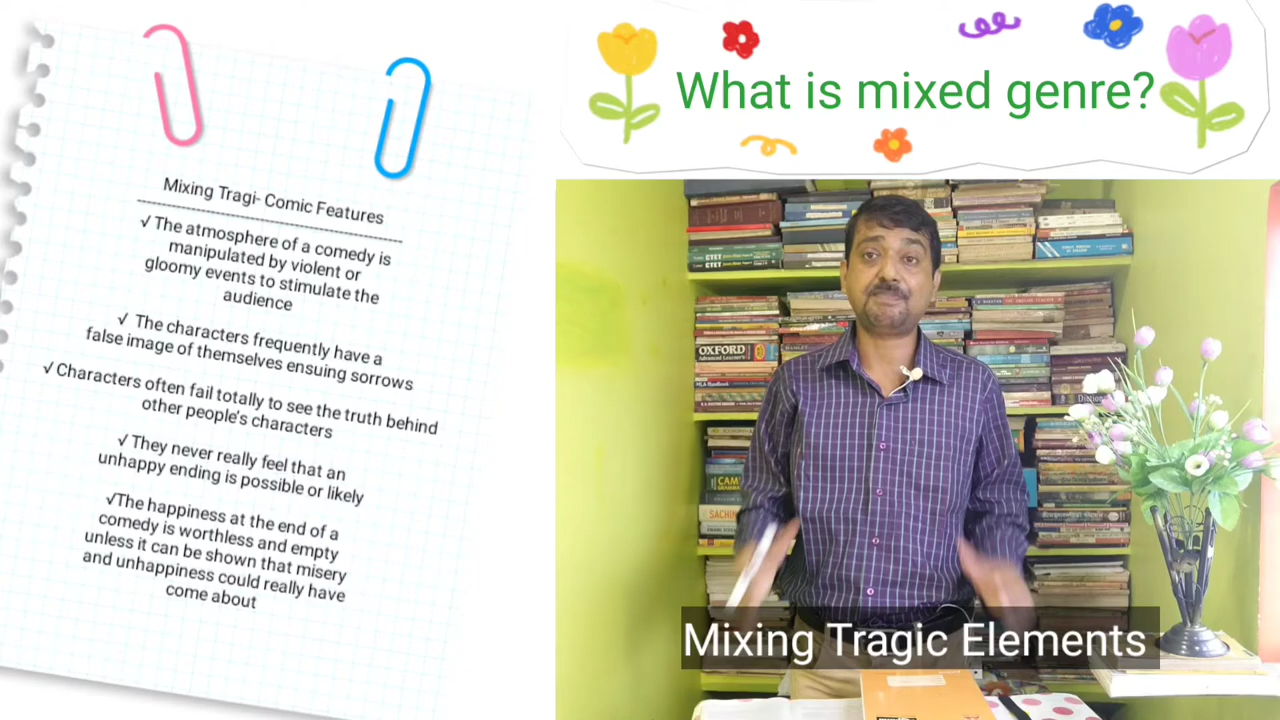 What is mixed genre?
Mixing Tragi- Comic Features
√ The atmosphere of a comedy is
manipulated by violent or
gloomy events to stimulate the
audience
√ The characters frequently have a
false image of themselves ensuing sorrows
√ Characters often fail totally to see the truth behind
other people's characters
√ They never really feel that an
unhappy ending is possible or likely
√The happiness at the end of a
comedy is worthless and empty
unless it can be shown that misery
and unhappiness could really have
come about
OXFORD
Advanced Learner's
Mixing Tragic Elements